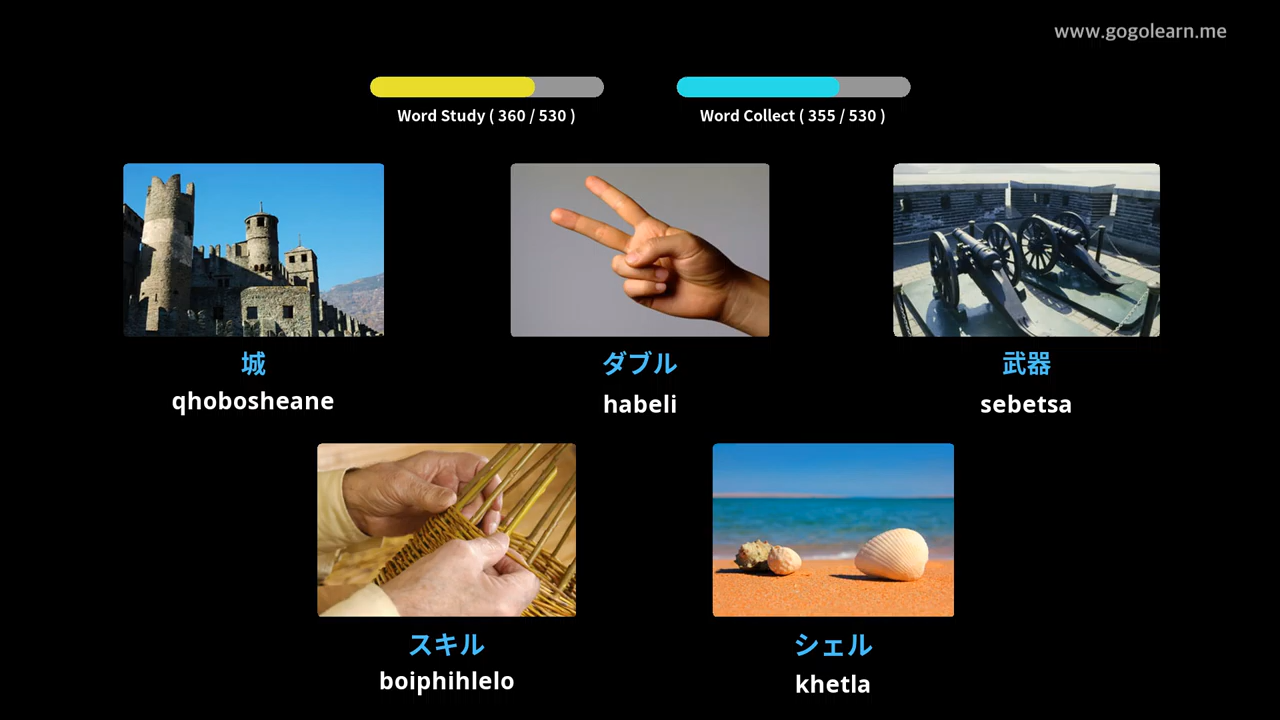 www.gogolearn.me
Word Study ( 360 / 530 )
Word Collect ( 355 / 530 )
城
qhobosheane
ダブル
habeli
武器
sebetsa
スキル
boiphihlelo
シェル
khetla